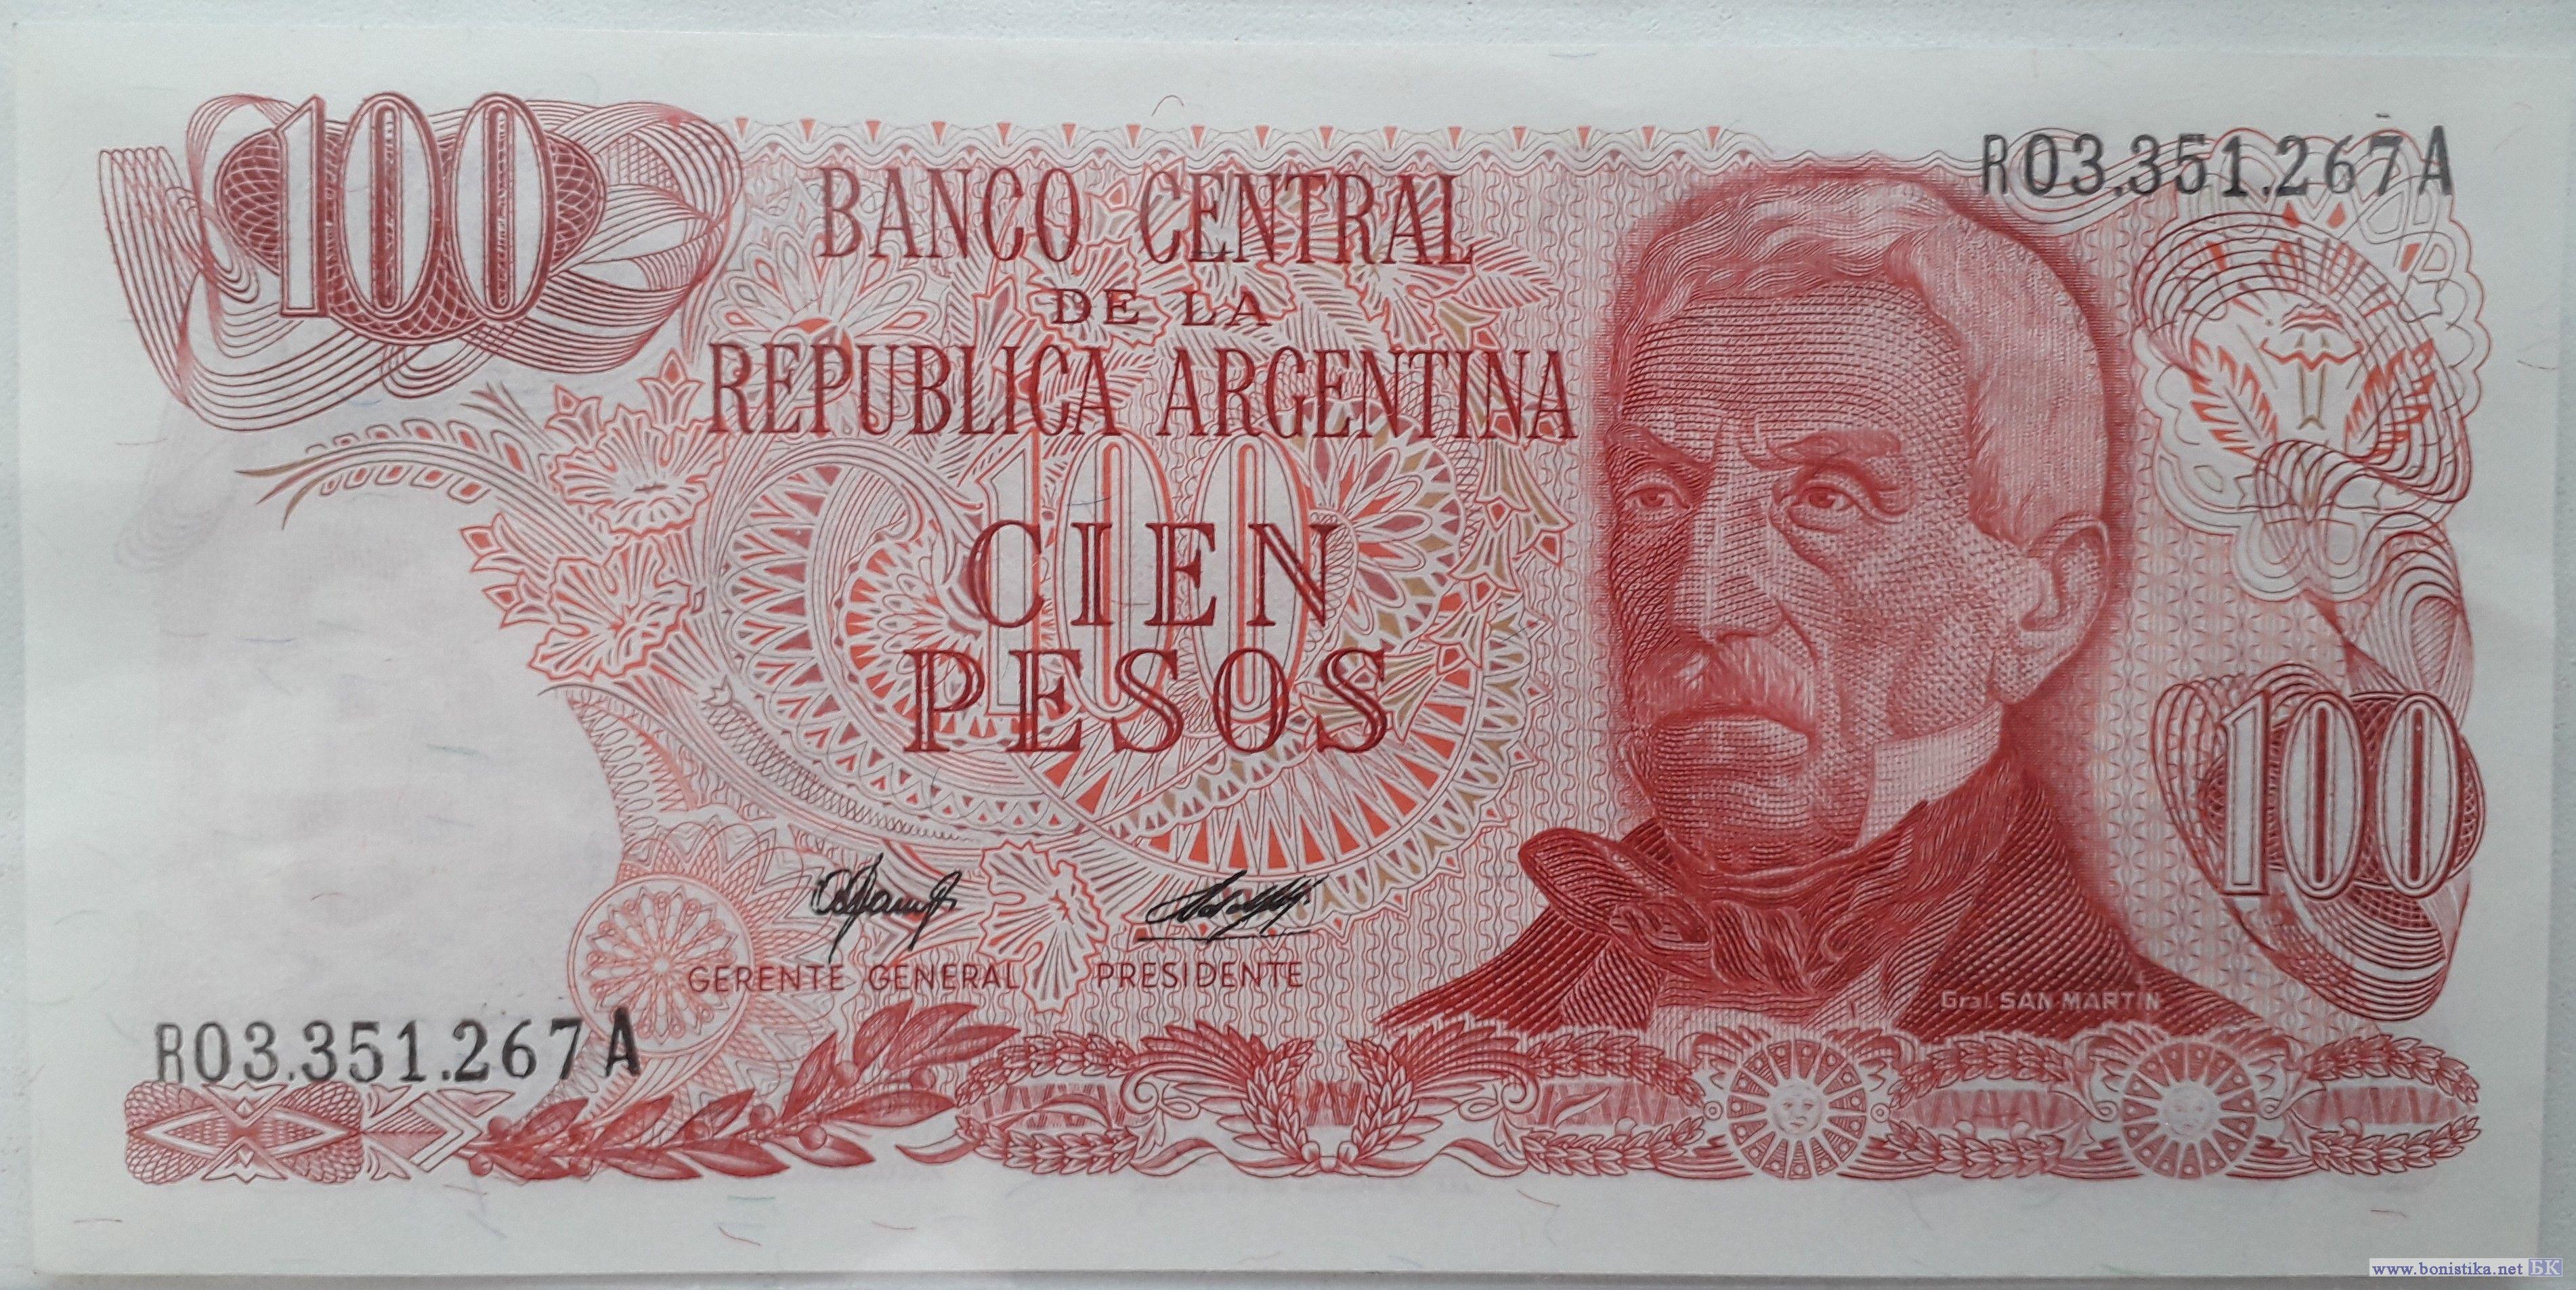 100
R03.351.267A
BANCO CENTRAL
DE LA
REPUBLICA ARGENTINA
100
CIEN
PESOS
100
GERENTE GENERAL PRESIDENTE
Gral. SAN MARTIN
R03.351.267A
www.bonistika.net БК